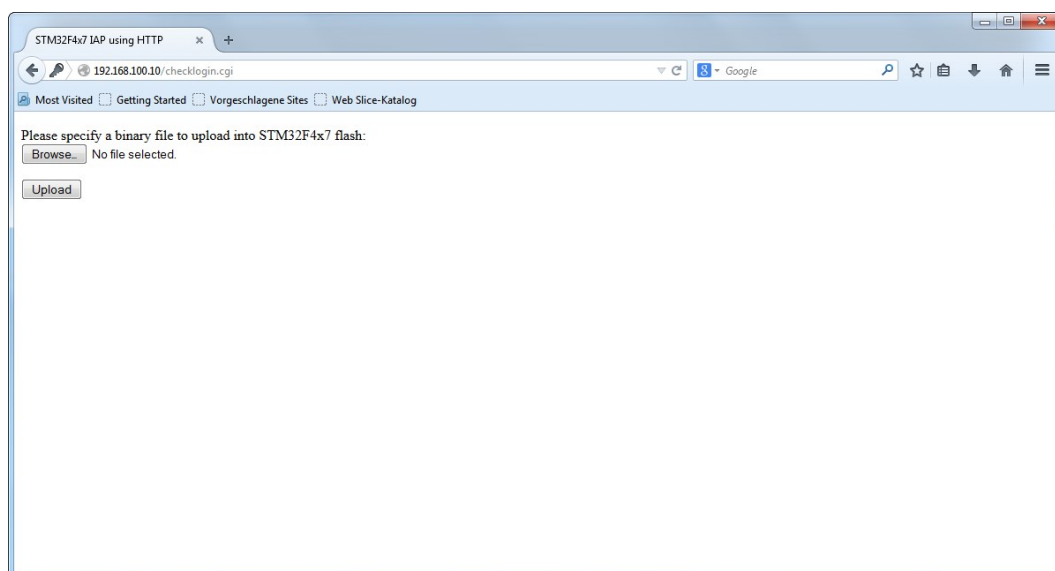 STM32F4x7 IAP using HTTP
192.168.100.10/checklogin.cgi
Google
Most Visited Getting Started Vorgeschlagene Sites Web Slice-Katalog
Please specify a binary file to upload into STM32F4x7 flash:
Browse... No file selected.
Upload